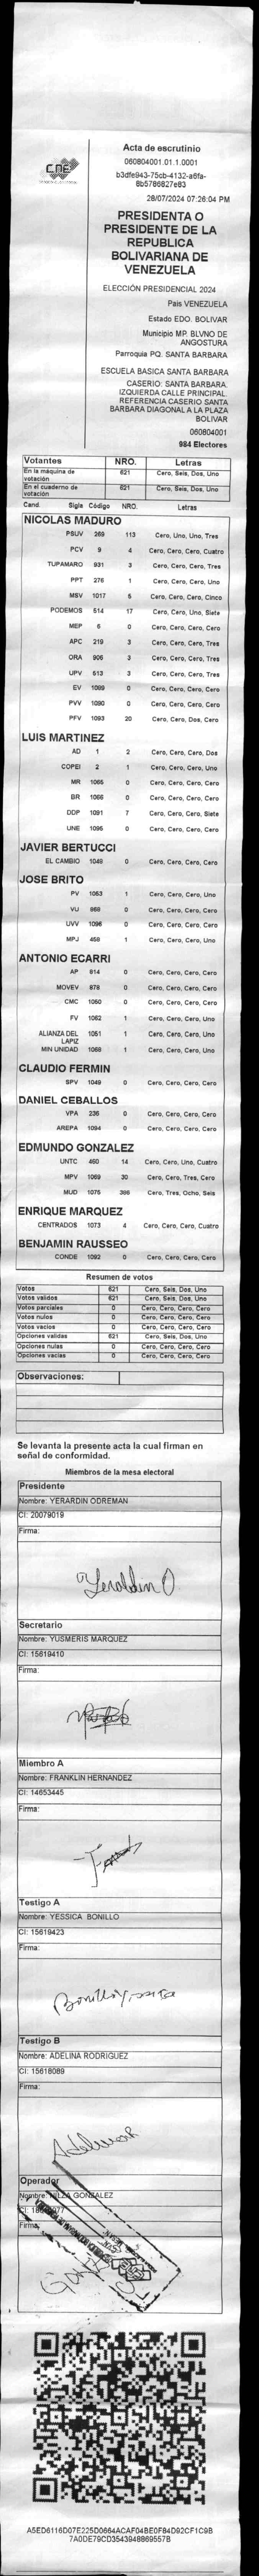 CNE
Acta de escrutinio
060804001.01.1.0001
b3dfe943-75cb-4132-a6fa-
8b5786827e83
28/07/2024 07:26:04 PM
PRESIDENTA O
PRESIDENTE DE LA
REPUBLICA
BOLIVARIANA DE
VENEZUELA
ELECCIÓN PRESIDENCIAL 2024
Pais VENEZUELA
Estado EDO. BOLIVAR
Municipio MP. BLVNO DE
ANGOSTURA
Parroquia PQ. SANTA BARBARA
ESCUELA BASICA SANTA BARBARA
CASERIO: SANTA BARBARA.
IZQUIERDA CALLE PRINCIPAL.
REFERENCIA CASERIO SANTA
BARBARA DIAGONAL A LA PLAZA
BOLIVAR
060804001
984 Electores
Votantes NRO. Letras
En la máquina de votación 621 Cero, Seis, Dos, Uno
En el cuaderno de votación 621 Cero, Seis, Dos, Uno
Cand. Sigla Código NRO. Letras
NICOLAS MADURO
PSUV 269 113 Cero, Uno, Uno, Tres
PCV 9 4 Cero, Cero, Cero, Cuatro
TUPAMARO 931 3 Cero, Cero, Cero, Tres
PPT 276 1 Cero, Cero, Cero, Uno
MSV 1017 5 Cero, Cero, Cero, Cinco
PODEMOS 514 17 Cero, Cero, Uno, Siete
MEP 6 0 Cero, Cero, Cero, Cero
APC 219 3 Cero, Cero, Cero, Tres
ORA 906 3 Cero, Cero, Cero, Tres
UPV 513 3 Cero, Cero, Cero, Tres
EV 1089 0 Cero, Cero, Cero, Cero
PVV 1090 0 Cero, Cero, Cero, Cero
PFV 1093 20 Cero, Cero, Dos, Cero
LUIS MARTINEZ
AD 1 2 Cero, Cero, Cero, Dos
COPEI 2 1 Cero, Cero, Cero, Uno
MR 1065 0 Cero, Cero, Cero, Cero
BR 1066 0 Cero, Cero, Cero, Cero
DDP 1091 7 Cero, Cero, Cero, Siete
UNE 1095 0 Cero, Cero, Cero, Cero
JAVIER BERTUCCI
EL CAMBIO 1048 0 Cero, Cero, Cero, Cero
JOSE BRITO
PV 1053 1 Cero, Cero, Cero, Uno
VU 969 0 Cero, Cero, Cero, Cero
UVV 1096 0 Cero, Cero, Cero, Cero
MPJ 458 1 Cero, Cero, Cero, Uno
ANTONIO ECARRI
AP 814 0 Cero, Cero, Cero, Cero
MOVEV 878 0 Cero, Cero, Cero, Cero
CMC 1050 0 Cero, Cero, Cero, Cero
FV 1062 1 Cero, Cero, Cero, Uno
ALIANZA DEL LAPIZ 1051 1 Cero, Cero, Cero, Uno
MIN UNIDAD 1068 1 Cero, Cero, Cero, Uno
CLAUDIO FERMIN
SPV 1049 0 Cero, Cero, Cero, Cero
DANIEL CEBALLOS
VPA 236 0 Cero, Cero, Cero, Cero
AREPA 1094 0 Cero, Cero, Cero, Cero
EDMUNDO GONZALEZ
UNTC 460 14 Cero, Cero, Uno, Cuatro
MPV 1069 30 Cero, Cero, Tres, Cero
MUD 1075 386 Cero, Tres, Ocho, Seis
ENRIQUE MARQUEZ
CENTRADOS 1073 4 Cero, Cero, Cero, Cuatro
BENJAMIN RAUSSEO
CONDE 1092 0 Cero, Cero, Cero, Cero
Resumen de votos
Votos 621 Cero, Seis, Dos, Uno
Votos validos 621 Cero, Seis, Dos, Uno
Votos parciales 0 Cero, Cero, Cero, Cero
Votos nulos 0 Cero, Cero, Cero, Cero
Votos vacios 0 Cero, Cero, Cero, Cero
Opciones validas 621 Cero, Seis, Dos, Uno
Opciones nulas 0 Cero, Cero, Cero, Cero
Opciones vacias 0 Cero, Cero, Cero, Cero
Observaciones:
Se levanta la presente acta la cual firman en
señal de conformidad.
Miembros de la mesa electoral
Presidente
Nombre: YERARDIN ODREMAN
CI: 20079019
Firma:
Secretario
Nombre: YUSMERIS MARQUEZ
CI: 15619410
Firma:
Miembro A
Nombre: FRANKLIN HERNANDEZ
CI: 14653445
Firma:
Testigo A
Nombre: YESSICA BONILLO
CI: 15619423
Firma:
Testigo B
Nombre: ADELINA RODRIGUEZ
CI: 15618089
Firma:
Operador
Nombre: NILZA GONZALEZ
Firma:
A5ED6116D07E225D0664ACAF04BE0F84D92CF1C9B
7A0DE79CD3543948869557B